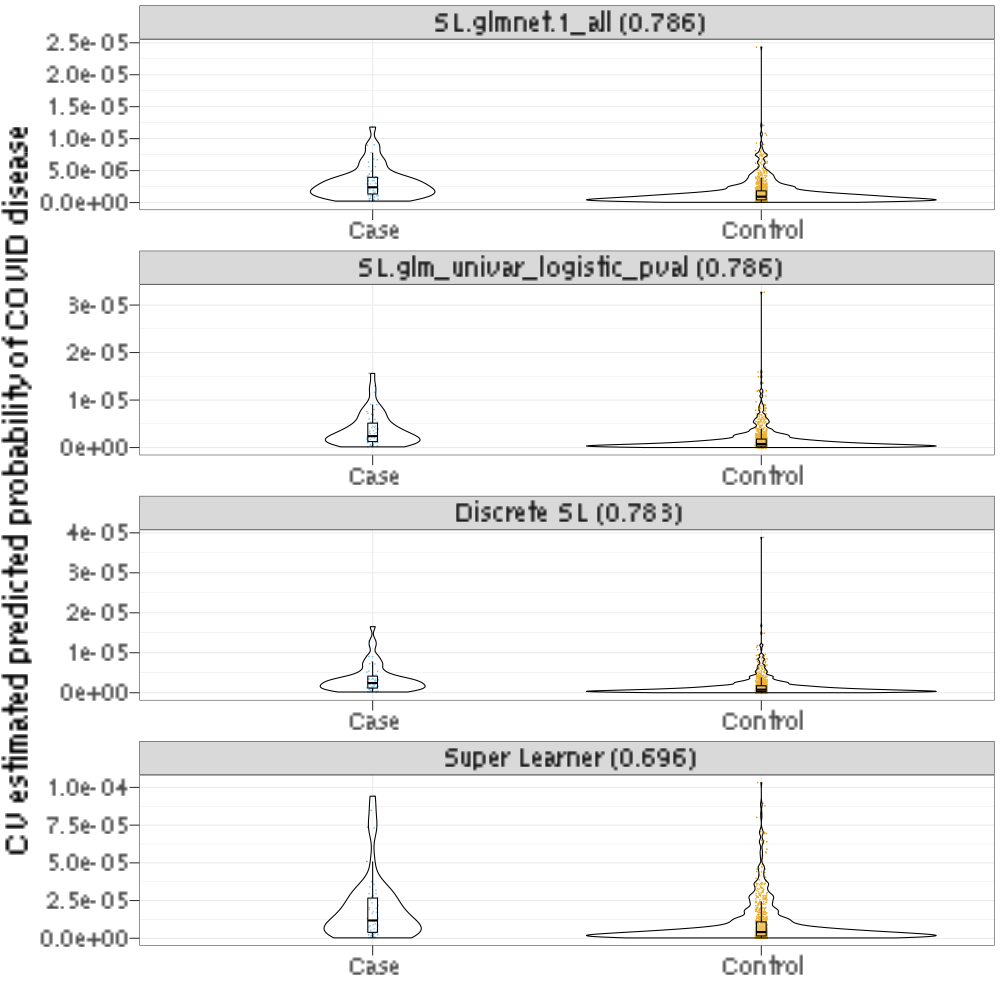 CV estimated predicted probability of COVID disease
SL.glmnet.1_all (0.786)
2.5e-05
2.0e-05
1.5e-05
1.0e-05
5.0e-06
0.0e+00
Case Control
SL.glm_univar_logistic_pval (0.786)
3e-05
2e-05
1e-05
0e+00
Case Control
Discrete SL (0.783)
4e-05
3e-05
2e-05
1e-05
0e+00
Case Control
Super Learner (0.696)
1.0e-04
7.5e-05
5.0e-05
2.5e-05
0.0e+00
Case Control